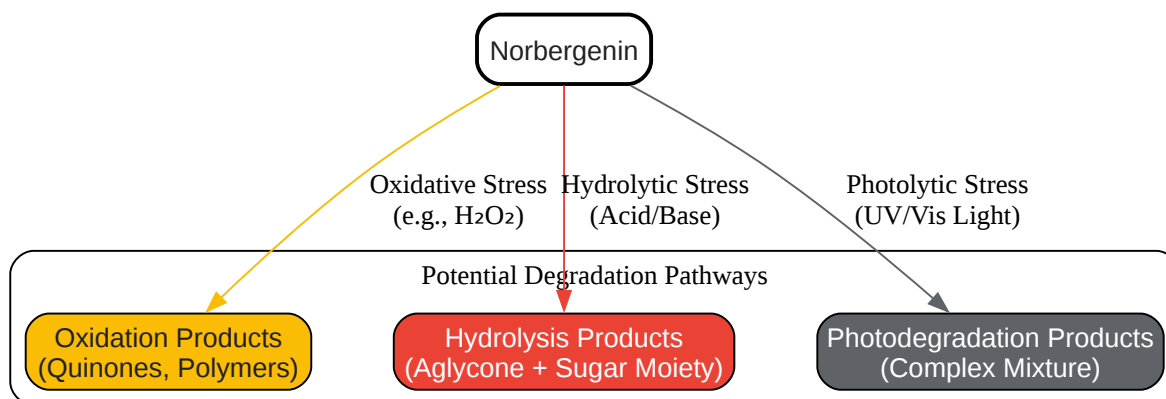 Norbergenin
Oxidative Stress
(e.g., H₂O₂)
Hydrolytic Stress
(Acid/Base)
Photolytic Stress
(UV/Vis Light)
Potential Degradation Pathways
Oxidation Products
(Quinones, Polymers)
Hydrolysis Products
(Aglycone + Sugar Moiety)
Photodegradation Products
(Complex Mixture)